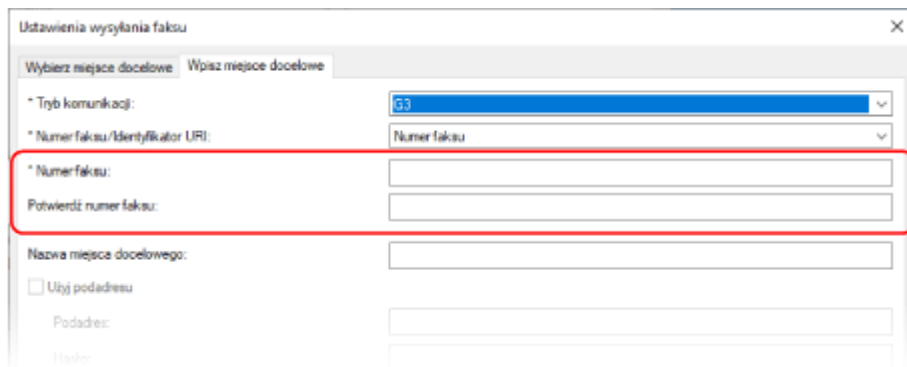 Ustawienia wysyłania faksu
Wybierz miejsce docelowe Wpisz miejsce docelowe
* Tryb komunikacji: G3
* Numer faksu/Identyfikator URI: Numer faksu
* Numer faksu:
Potwierdź numer faksu:
Nazwa miejsca docelowego:
Użyj podadresu
Podadres:
Hasło: